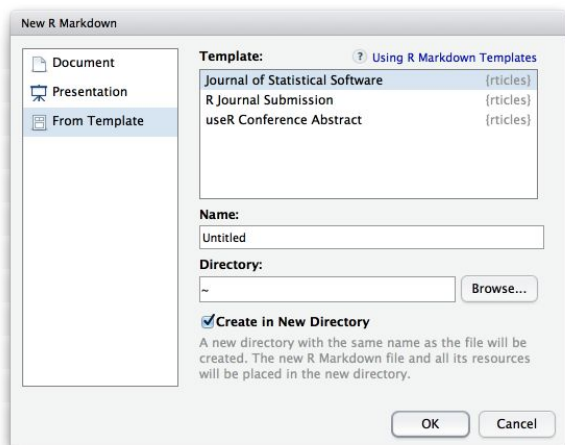 New R Markdown
Document
Presentation
From Template
Template:
? Using R Markdown Templates
Journal of Statistical Software {rticles}
R Journal Submission {rticles}
useR Conference Abstract {rticles}
Name:
Untitled
Directory:
~
Browse...
Create in New Directory
A new directory with the same name as the file will be
created. The new R Markdown file and all its resources
will be placed in the new directory.
OK
Cancel